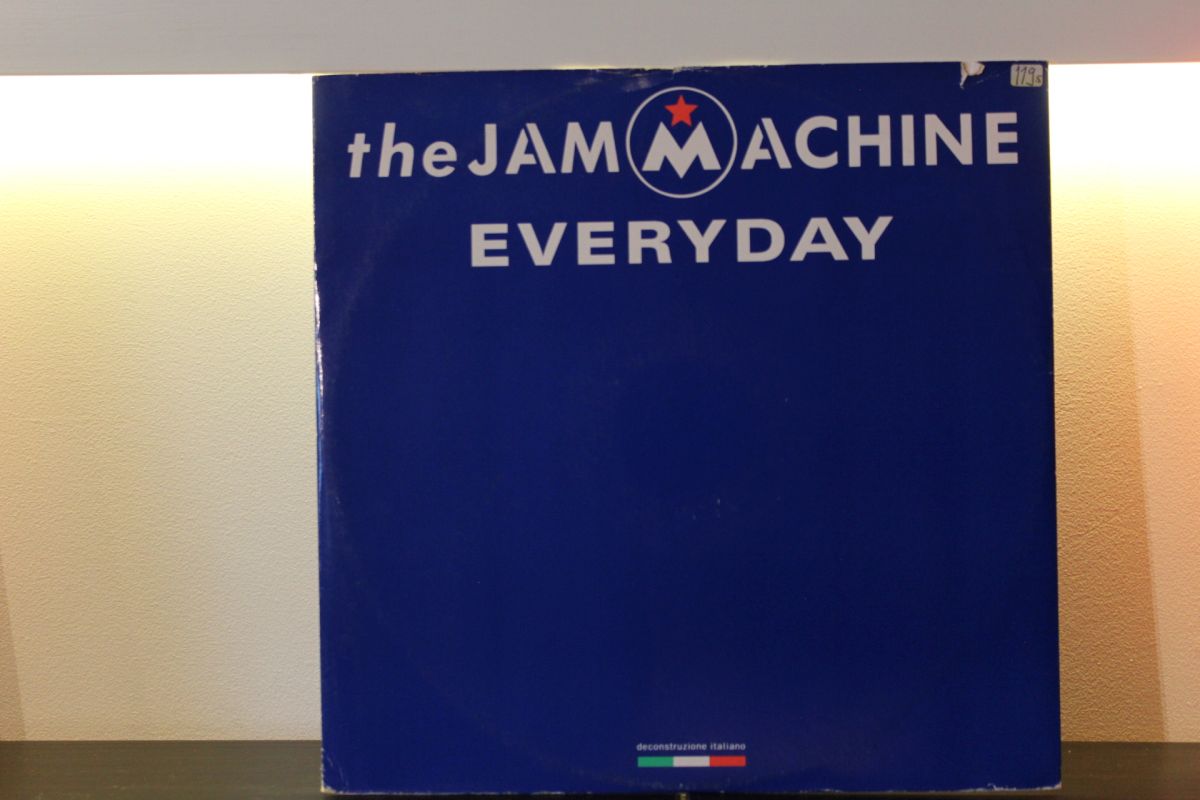 119
the JAM MACHINE
EVERYDAY
deconstruzione italiano